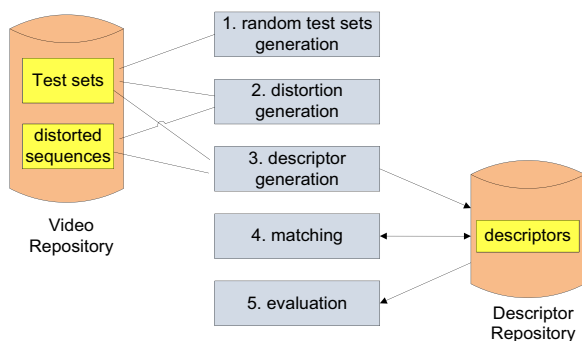 1. random test sets
generation
Test sets
2. distortion
generation
distorted
sequences
3. descriptor
generation
Video
Repository
4. matching
descriptors
5. evaluation
Descriptor
Repository